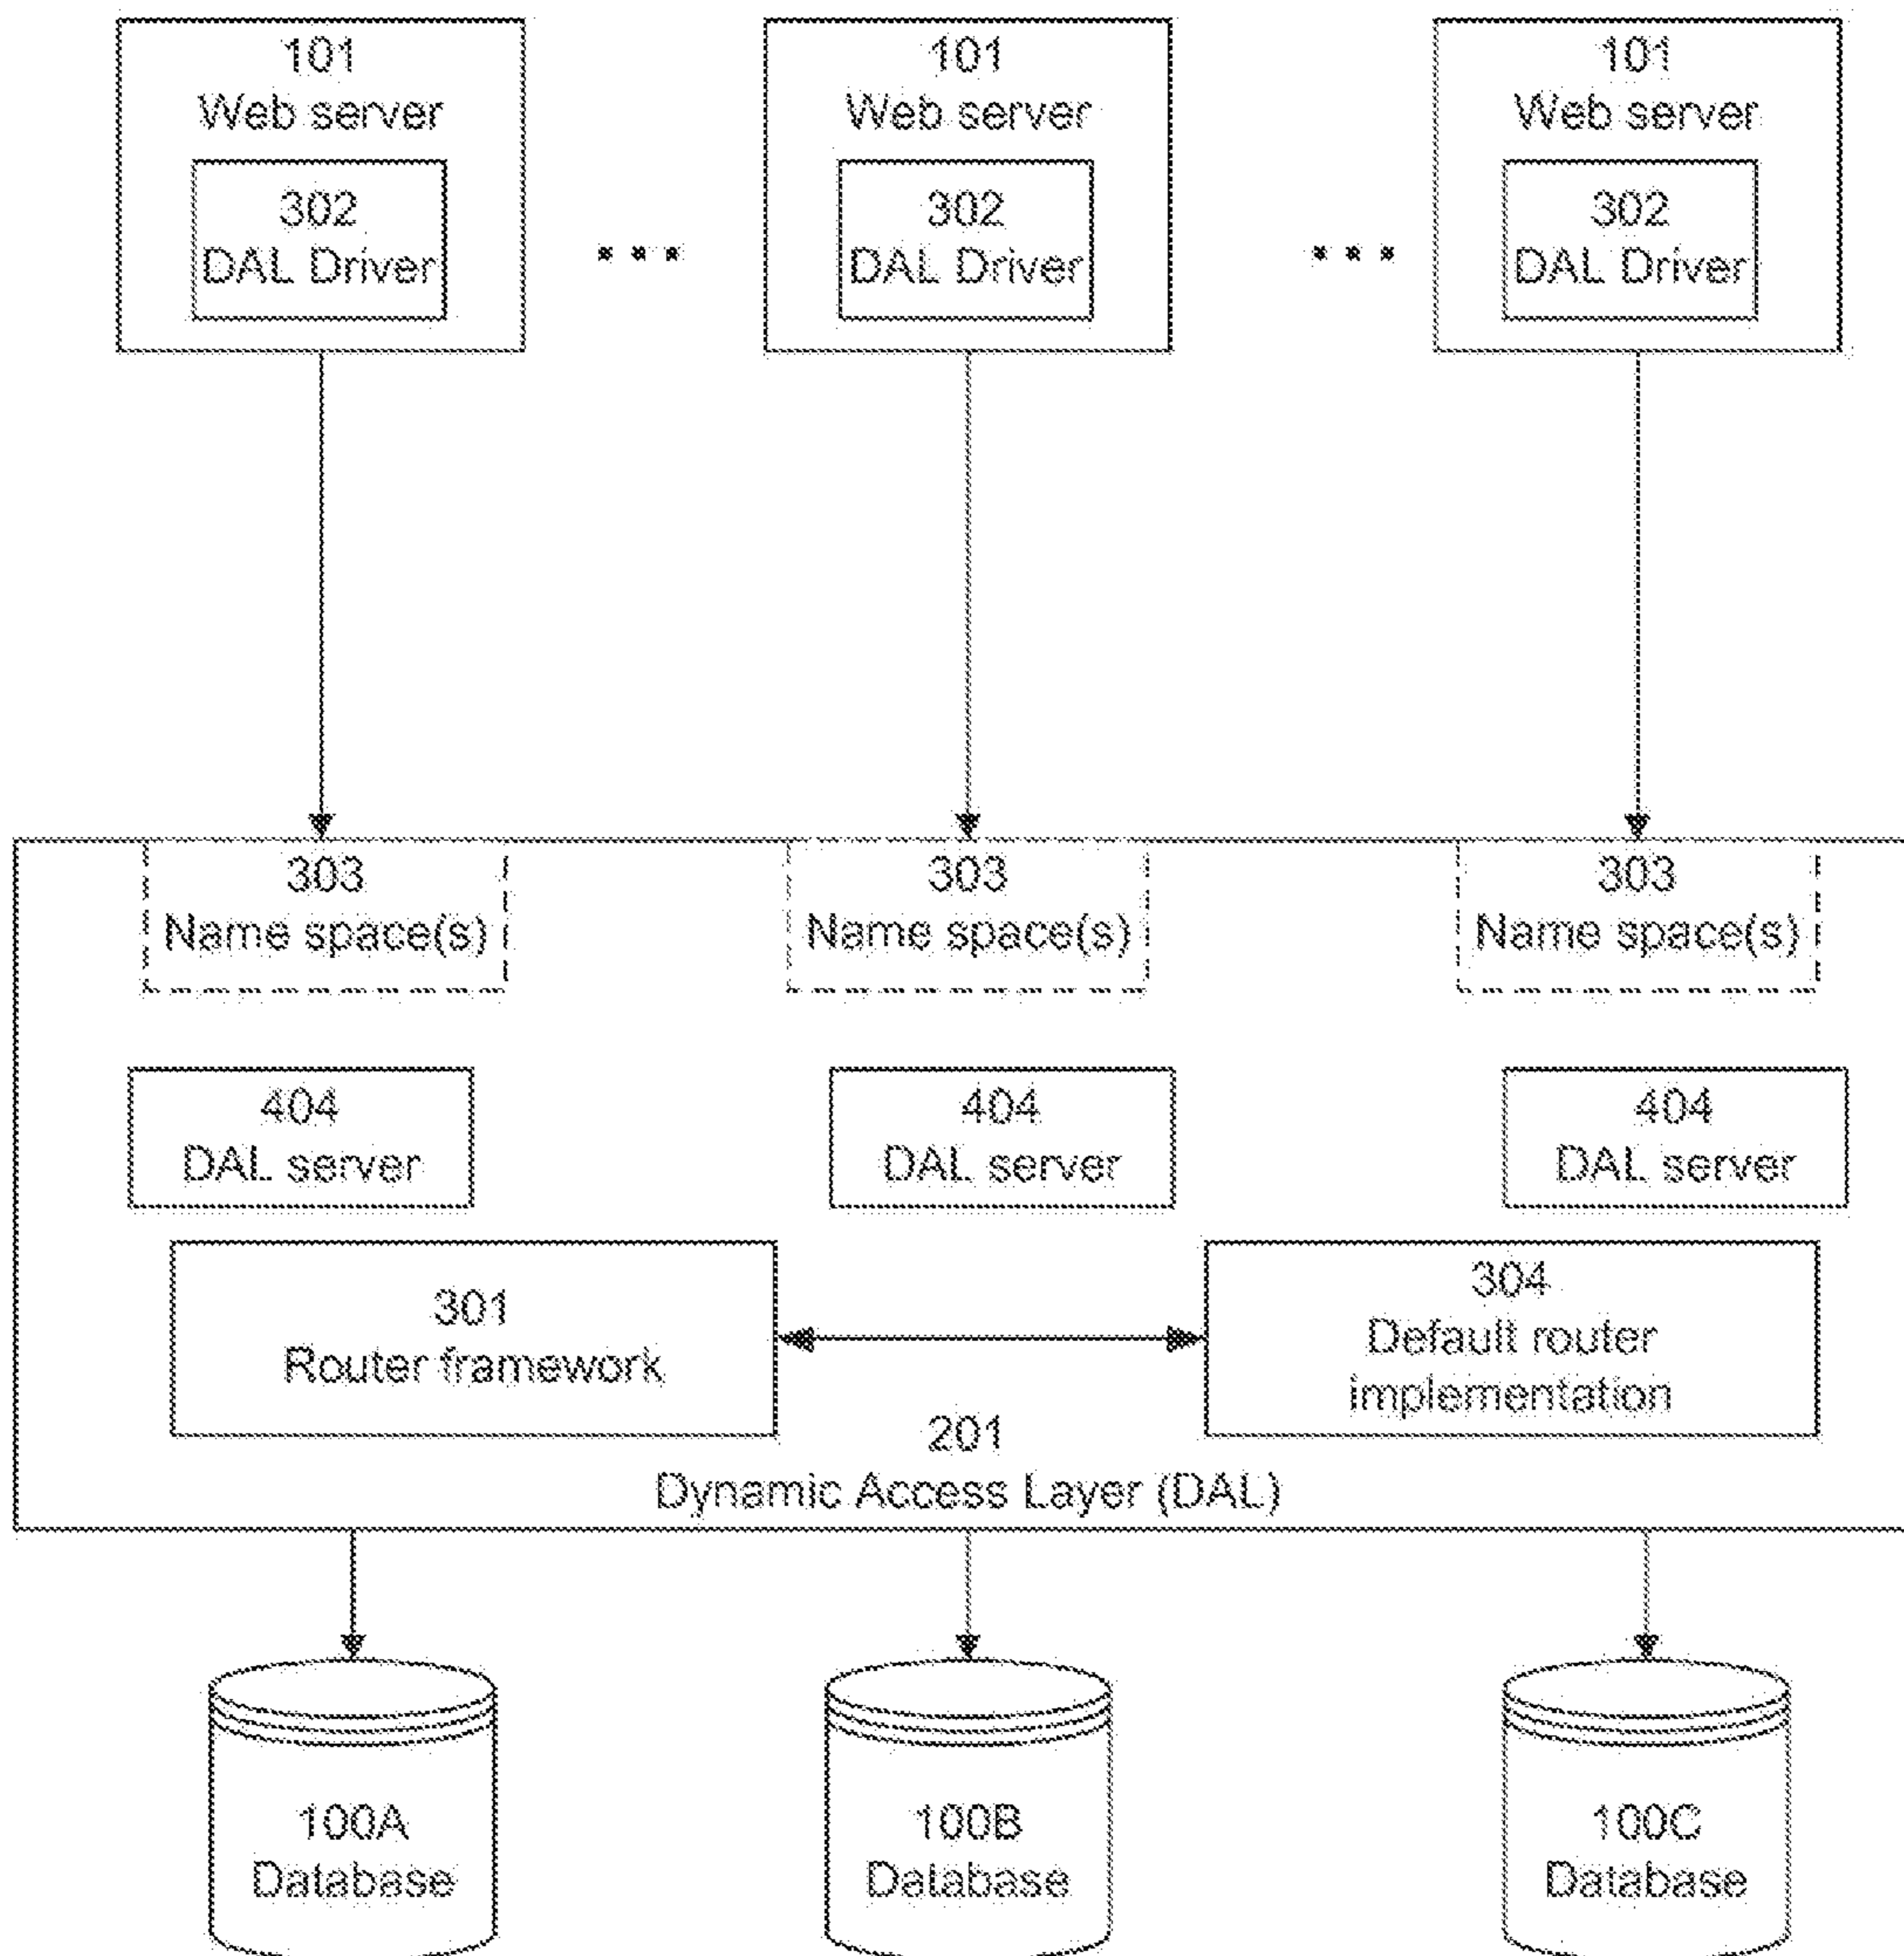 101
Web server
302
DAL Driver
101
Web server
302
DAL Driver
101
Web server
302
DAL Driver
303
Name space(s)
303
Name space(s)
303
Name space(s)
404
DAL server
404
DAL server
404
DAL server
301
Router framework
304
Default router
implementation
201
Dynamic Access Layer (DAL)
100A
Database
100B
Database
100C
Database